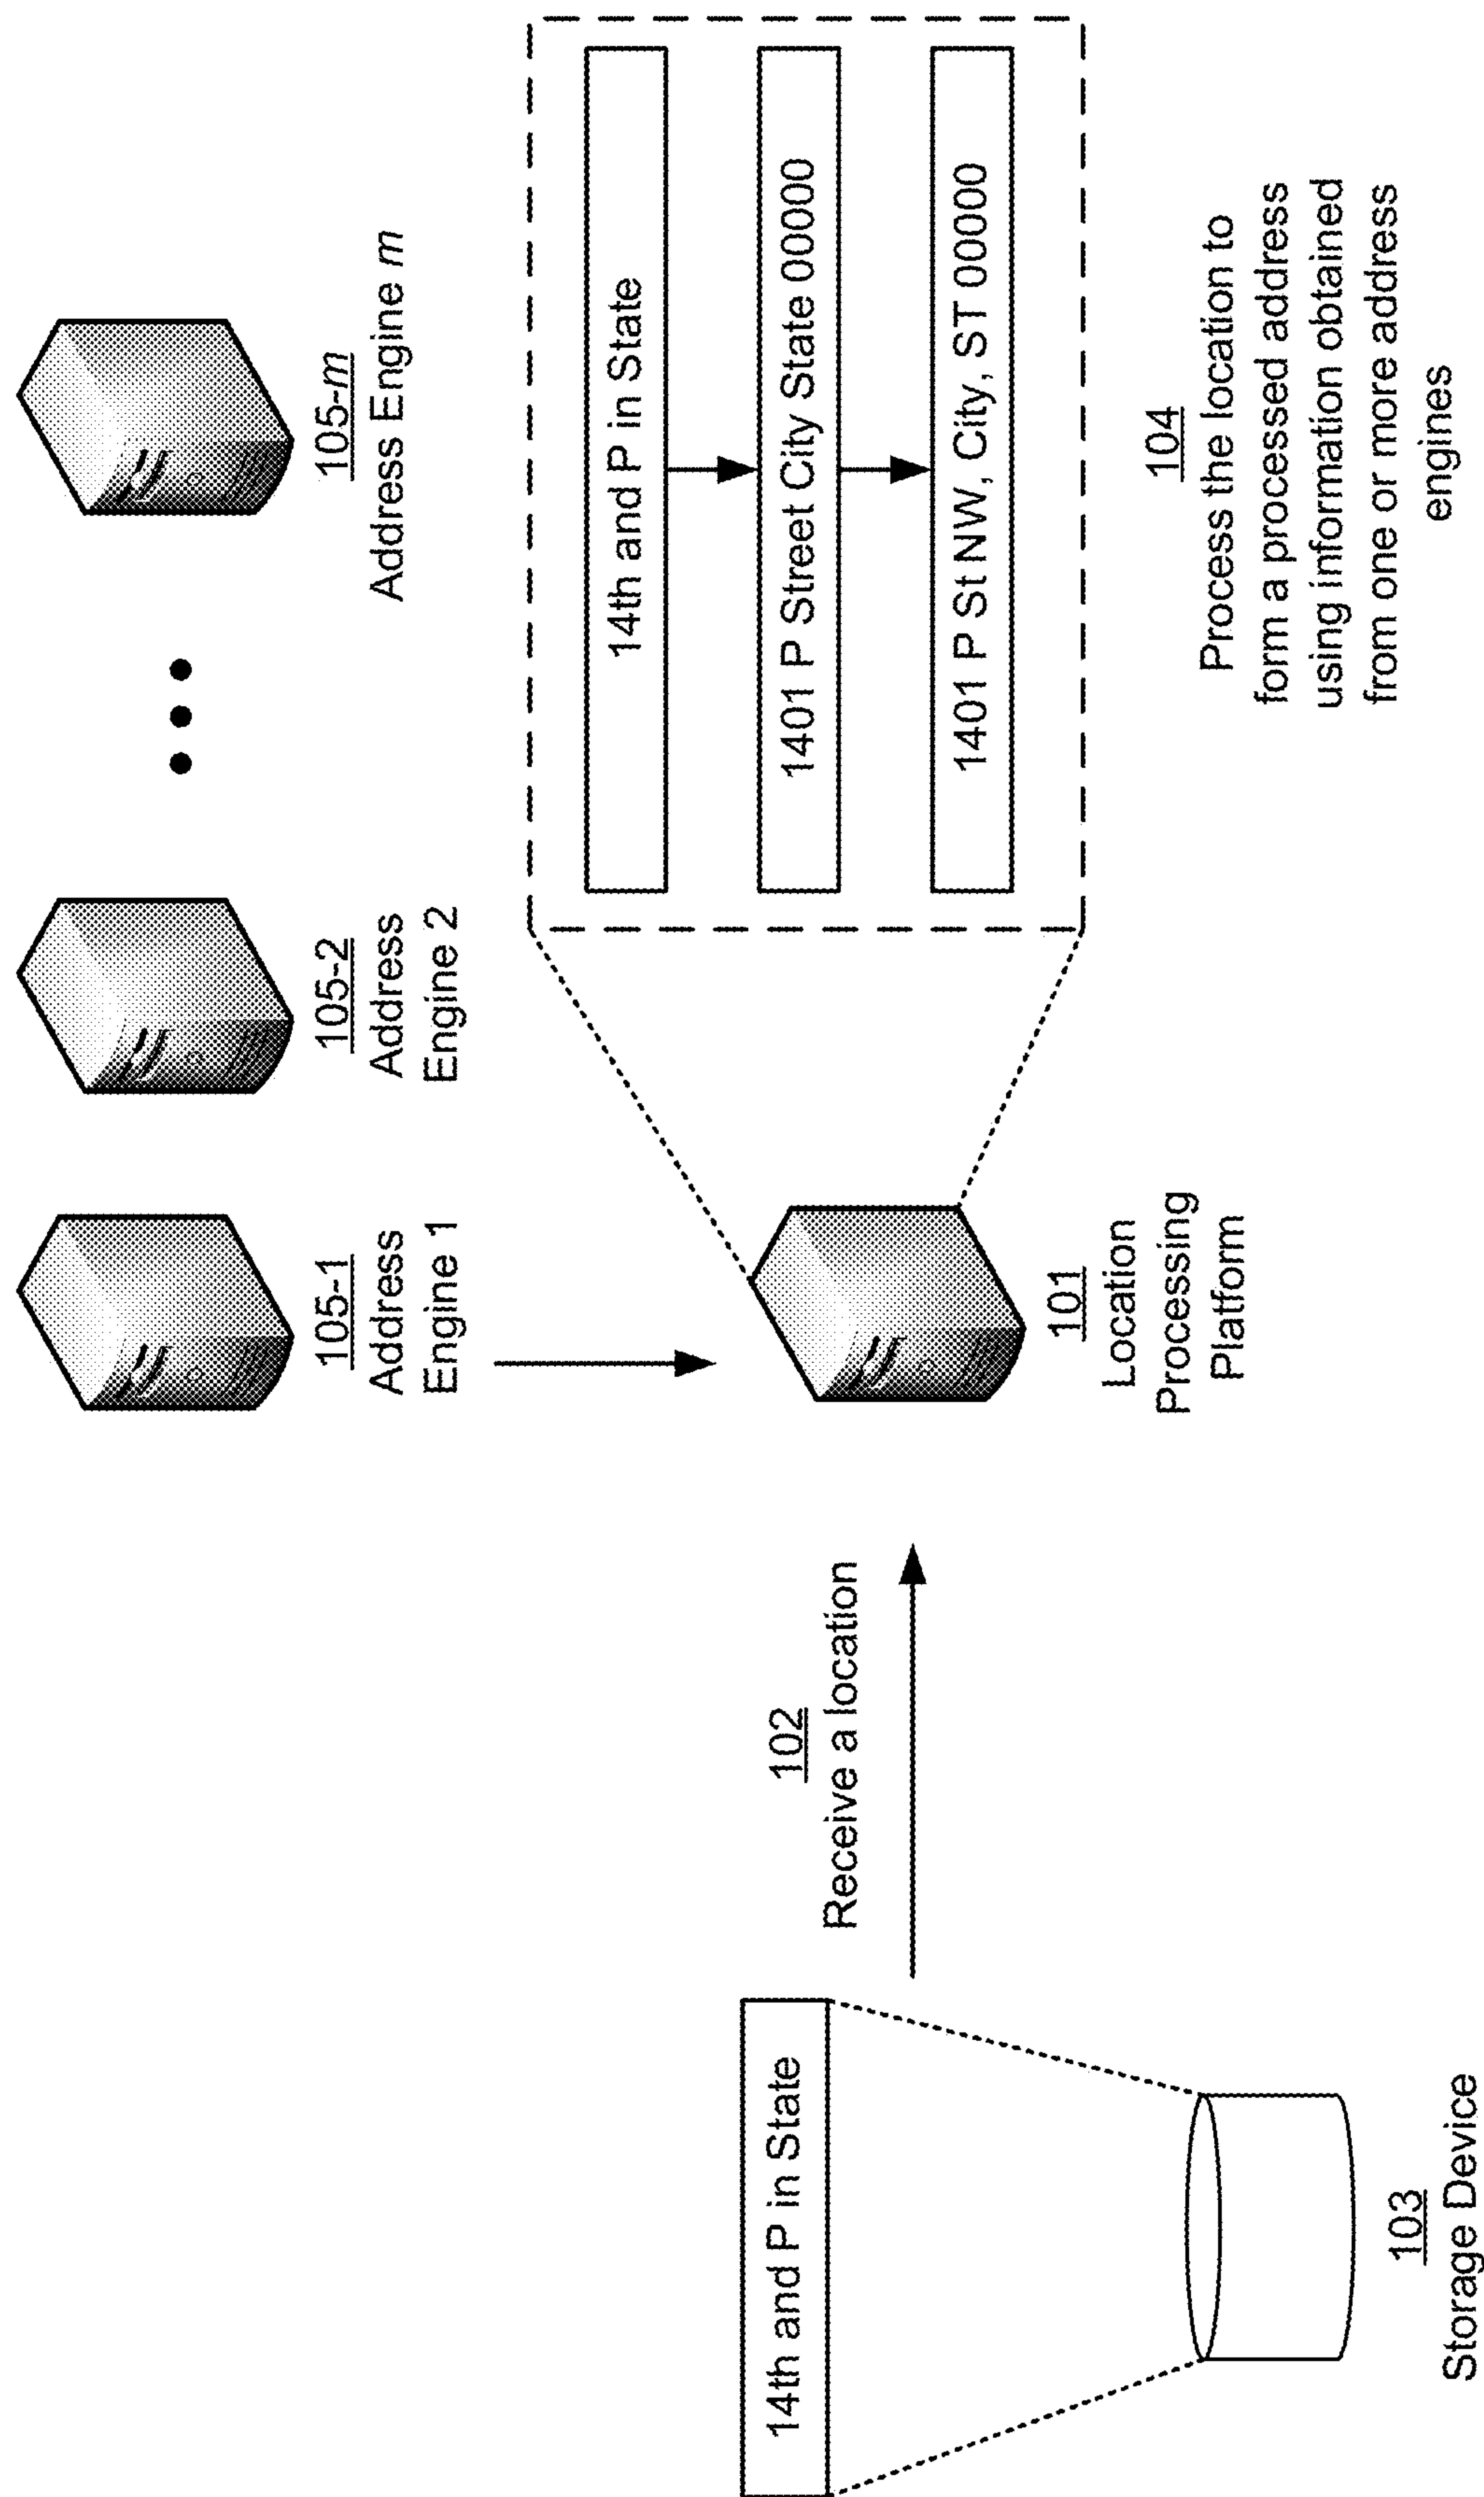 105-1
Address
Engine 1
105-2
Address
Engine 2
105-m
Address Engine m
14th and P in State
102
Receive a location
103
Storage Device
101
Location
Processing
Platform
14th and P in State
1401 P Street City State 00000
1401 P St NW, City, ST 00000
104
Process the location to
form a processed address
using information obtained
from one or more address
engines